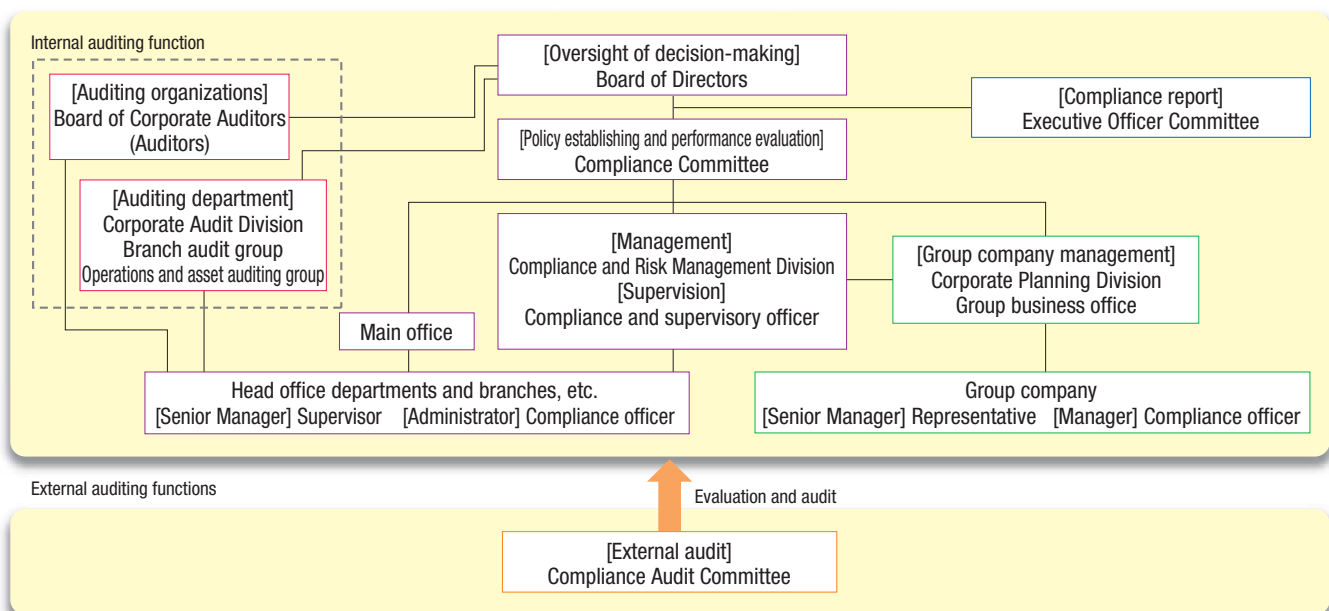 Internal auditing function
[Oversight of decision-making]
Board of Directors
[Auditing organizations]
Board of Corporate Auditors
(Auditors)
[Compliance report]
Executive Officer Committee
[Policy establishing and performance evaluation]
Compliance Committee
[Auditing department]
Corporate Audit Division
Branch audit group
Operations and asset auditing group
[Management]
Compliance and Risk Management Division
[Supervision]
Compliance and supervisory officer
[Group company management]
Corporate Planning Division
Group business office
Main office
Head office departments and branches, etc.
[Senior Manager] Supervisor [Administrator] Compliance officer
Group company
[Senior Manager] Representative [Manager] Compliance officer
External auditing functions
Evaluation and audit
[External audit]
Compliance Audit Committee